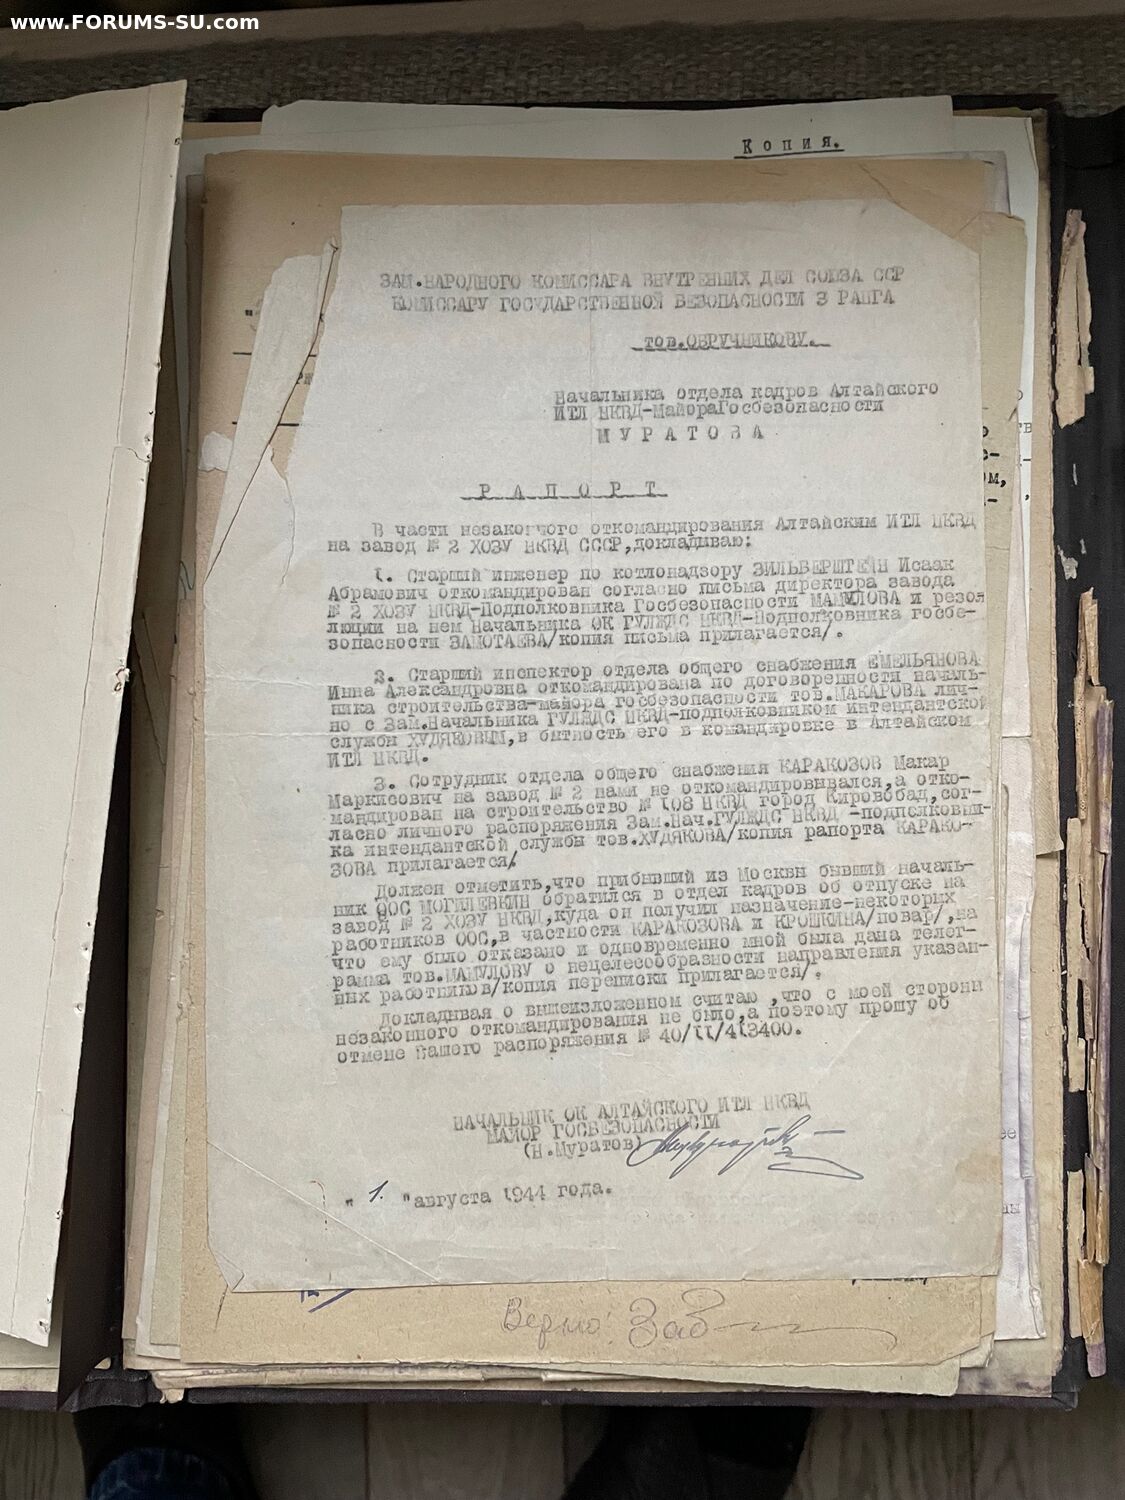 www.FORUMS-SU.com
Копия.
ЗАМ.НАРОДНОГО КОМИССАРА ВНУТРЕННИХ ДЕЛ СОЮЗА ССР
КОМИССАРУ ГОСУДАРСТВЕННОЙ БЕЗОПАСНОСТИ 3 РАНГА
тов.ОБРУЧНИКОВУ.
Начальника отдела кадров Алтайского
ИТЛ НКВД-МайораГосбезопасности
МУРАТОВА
РАПОРТ
В части незакогчого откомандирования Алтайским ИТЛ НКВД
на завод № 2 ХОЗУ НКВД СССР,докладываю:
1. Старший инженер по котлонадзору ЗИЛЬБЕРШТЕЙН Исаак
Абрамович откомандирован согласно письма директора завода
№ 2 ХОЗУ НКВД-Подполковника Госбезопасности МАМУЛОВА и резол
люции на нем Начальника ОК ГУЛЖДС НКВД-Подполковника госбе-
зопасности ЗАМОТАЕВА/копия письма прилагается/.
2. Старший инспектор отдела общего снабжения ЕМЕЛЬЯНОВА
Инна Александровна откомандирована по договоренности началь-
ника строительства-майора госбезопасности тов.МАКАРОВА лич-
но с Зам.Начальника ГУЛЖДС НКВД-подполковником интендантской
службы ХУДЯКОВЫМ,в бытность его в командировке в Алтайском
ИТЛ НКВД.
3. Сотрудник отдела общего снабжения КАРАКОЗОВ Макар
Маркисович на завод № 2 нами не откомандировывался,а отко-
мандирован на строительство № 108 НКВД город Кировобад,сог-
ласно личного распоряжения Зам.Нач.ГУЛЖДС НКВД -подполковни-
ка интендантской службы тов.ХУДЯКОВА/копия рапорта КАРАКО-
ЗОВА прилагается/
Должен отметить,что прибывший из Москвы бывший началь-
ник ООС МОГИЛЕВКИН обратился в отдел кадров об отпуске на
завод № 2 ХОЗУ НКВД,куда он получил назначение-некоторых
работников ООС,в частности КАРАКОЗОВА и КРОШКИНА/повар/,на
что ему было отказано и одновременно мной была дана телег-
рамма тов.МАМУЛОВУ о нецелесообразности направления указан-
ных работников/копия переписки прилагается/.
Докладывая о вышеизложенном считаю ,что с моей стороны
незаконного откомандирования не было,а поэтому прошу об
отмене Вашего распоряжения № 40/11/413400.
НАЧАЛЬНИК ОК АЛТАЙСКОГО ИТЛ НКВД
МАЙОР ГОСБЕЗОПАСНОСТИ
(Н.Муратов)
" 1. "августа 1944 года.
Верно: